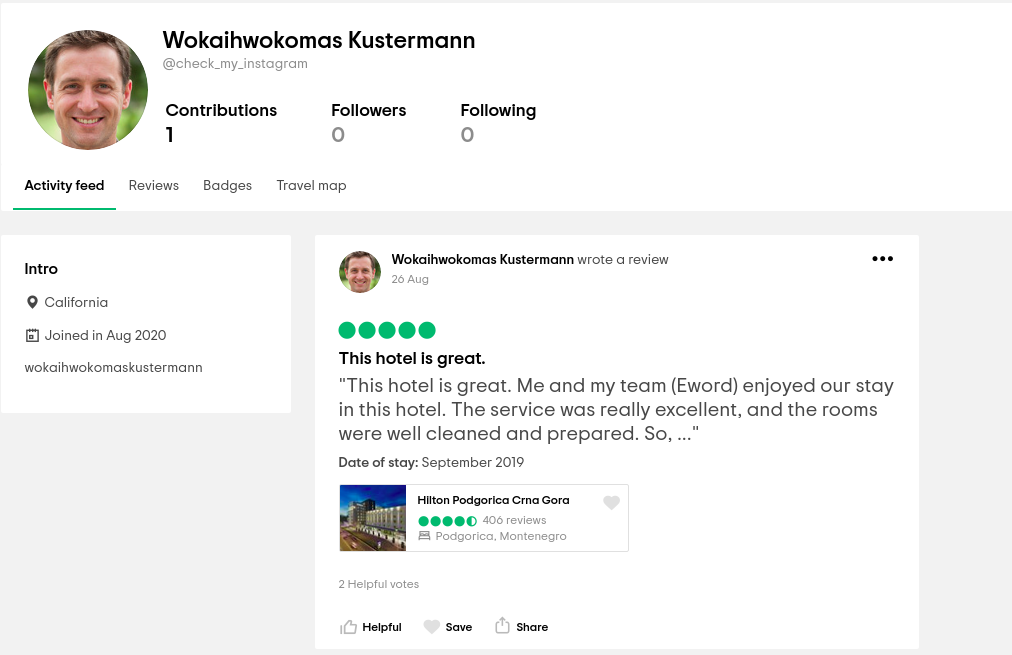 Wokaihwokomas Kustermann
@check_my_instagram
Contributions Followers Following
1 0 0
Activity feed Reviews Badges Travel map
Intro
California
Joined in Aug 2020
wokaihwokomaskustermann
Wokaihwokomas Kustermann wrote a review
26 Aug
This hotel is great.
"This hotel is great. Me and my team (Eword) enjoyed our stay
in this hotel. The service was really excellent, and the rooms
were well cleaned and prepared. So, ..."
Date of stay: September 2019
Hilton Podgorica Crna Gora
406 reviews
Podgorica, Montenegro
2 Helpful votes
Helpful Save Share